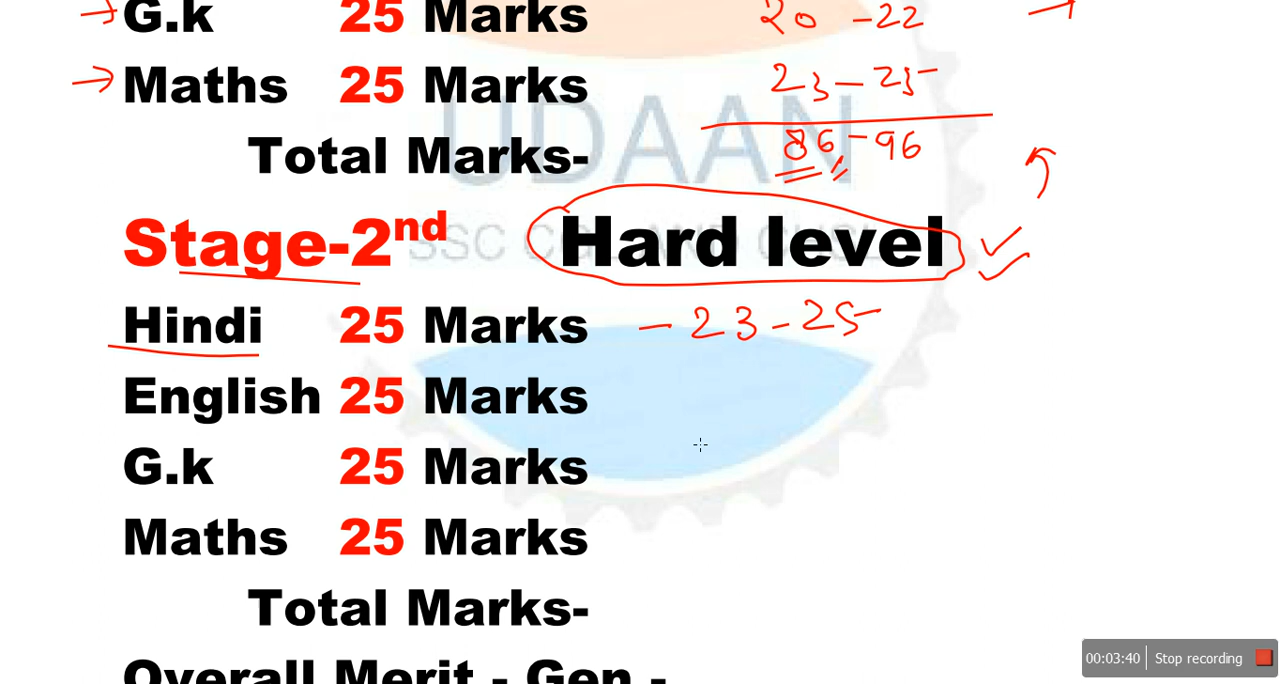 → G.k 25 Marks 20 - 22 →
→ Maths 25 Marks 23 - 25
UDAAN
Total Marks- 86 - 96
Stage-2nd Hard level
Hindi 25 Marks - 23 - 25
English 25 Marks
G.k 25 Marks
Maths 25 Marks
Total Marks-
Overall Merit - Gen -
00:03:40 Stop recording